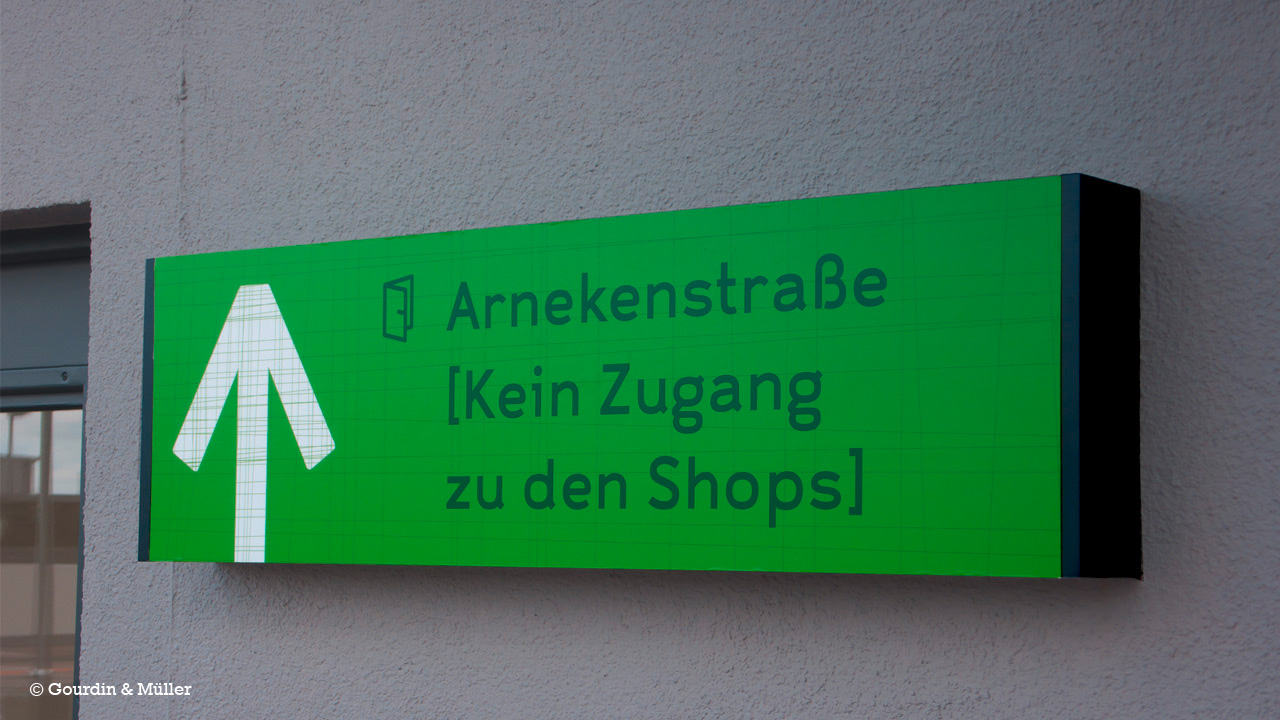 Arnekenstraße
[Kein Zugang
zu den Shops]
© Gourdin & Müller